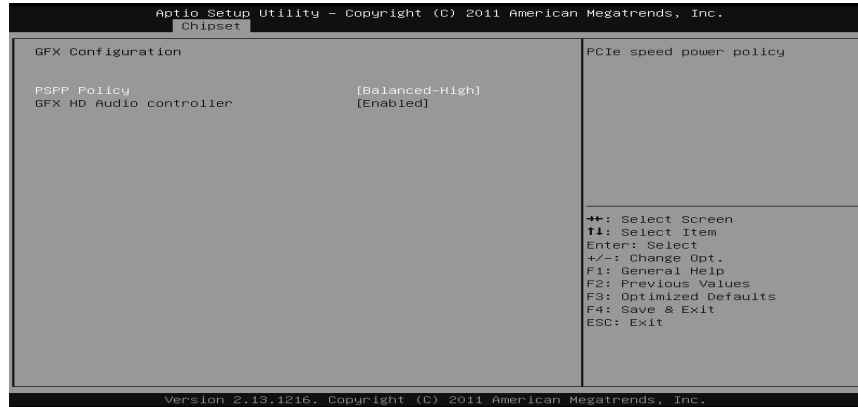 Aptio Setup Utility – Copyright (C) 2011 American Megatrends, Inc.
Chipset
GFX Configuration
PSPP Policy [Balanced-High]
GFX HD Audio controller [Enabled]
PCIe speed power policy
→←: Select Screen
↑↓: Select Item
Enter: Select
+/-: Change Opt.
F1: General Help
F2: Previous Values
F3: Optimized Defaults
F4: Save & Exit
ESC: Exit
Version 2.13.1216. Copyright (C) 2011 American Megatrends, Inc.